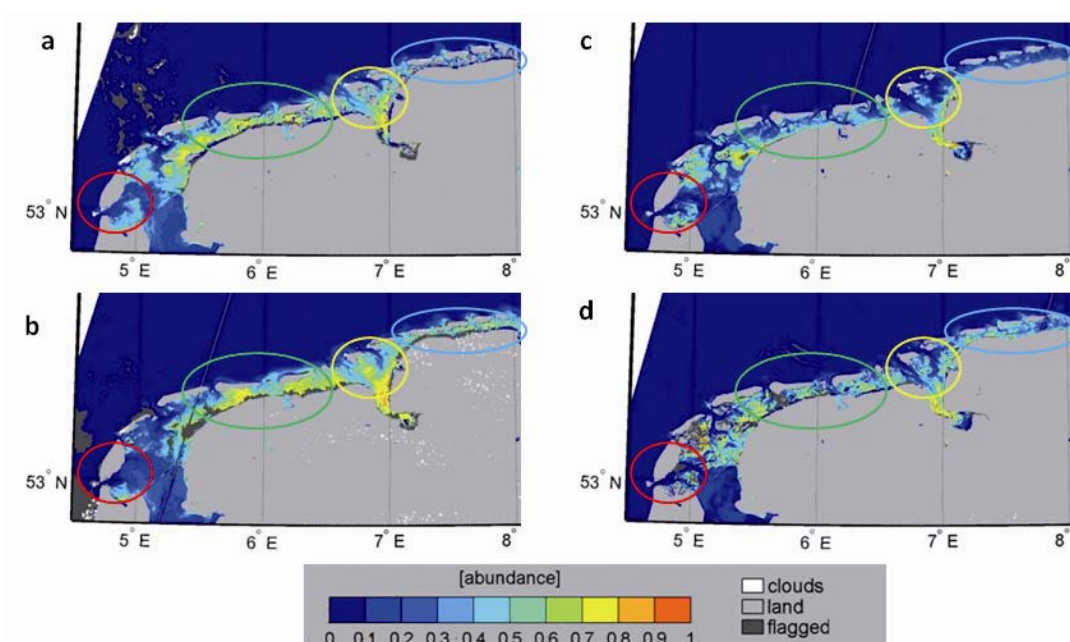 a
53° N
5° E 6° E 7° E 8°
b
53° N
5° E 6° E 7° E 8°
c
53° N
5° E 6° E 7° E 8°
d
53° N
5° E 6° E 7° E 8°
[abundance]
0 0.1 0.2 0.3 0.4 0.5 0.6 0.7 0.8 0.9 1
clouds
land
flagged